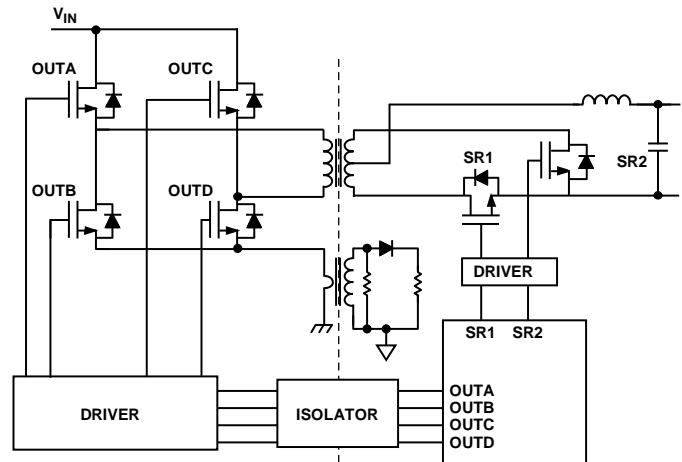 VIN
OUTA
OUTC
OUTB
OUTD
SR1
SR2
DRIVER
SR1 SR2
DRIVER
ISOLATOR
OUTA
OUTB
OUTC
OUTD